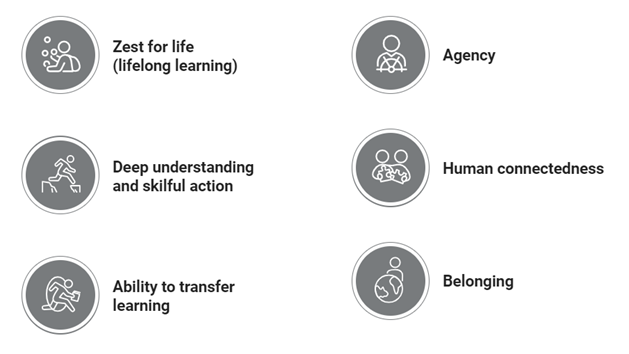 Zest for life
(lifelong learning)
Agency
Deep understanding
and skilful action
Human connectedness
Ability to transfer
learning
Belonging